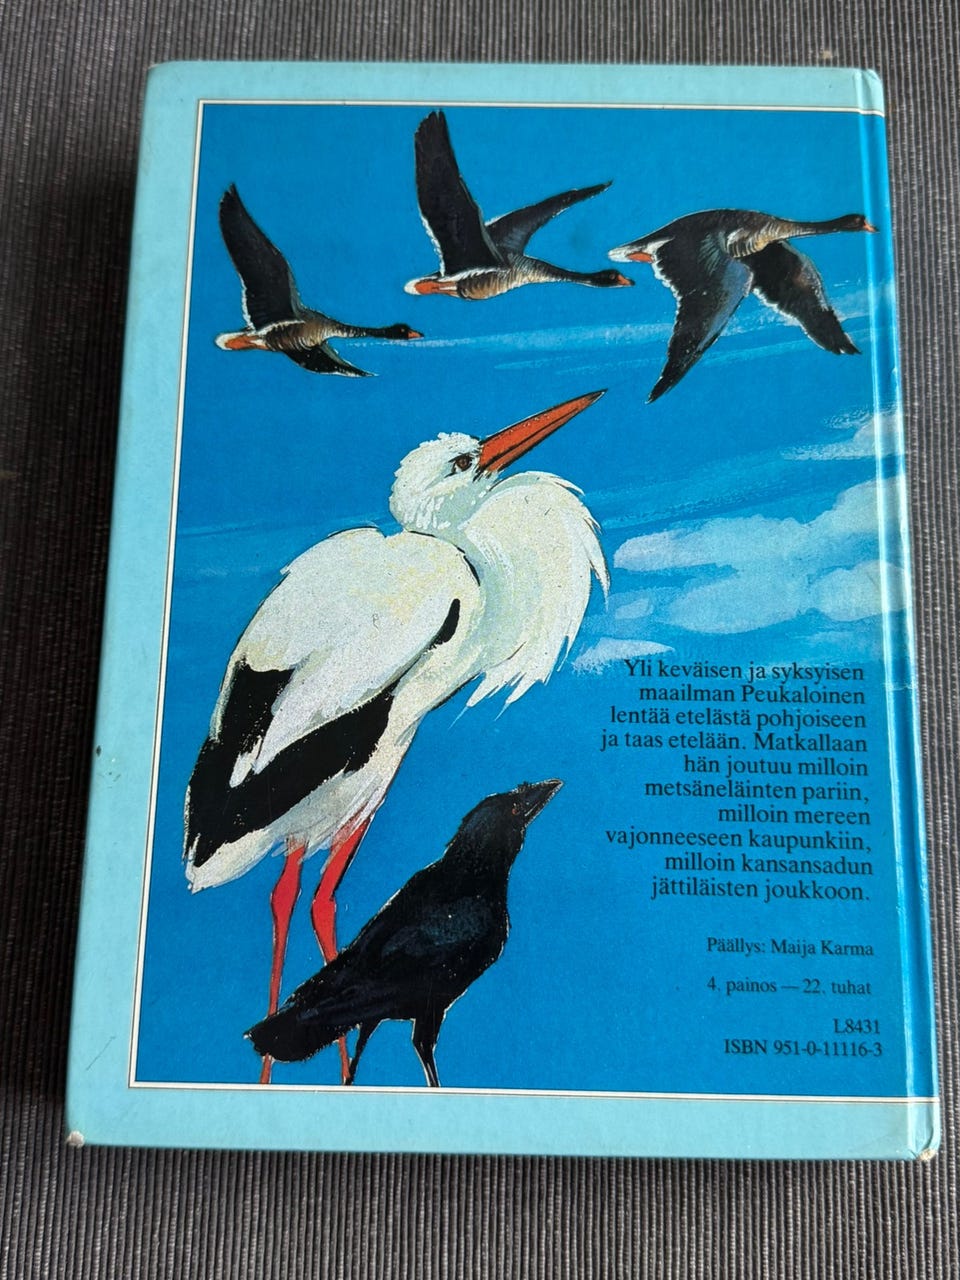 Yli keväisen ja syksyisen
maailman Peukaloinen
lentää etelästä pohjoiseen
ja taas etelään. Matkallaan
hän joutuu milloin
metsäneläinten pariin,
milloin mereen
vajonneeseen kaupunkiin,
milloin kansansadun
jättiläisten joukkoon.
Päällys: Maija Karma
4. painos — 22. tuhat
L8431
ISBN 951-0-11116-3